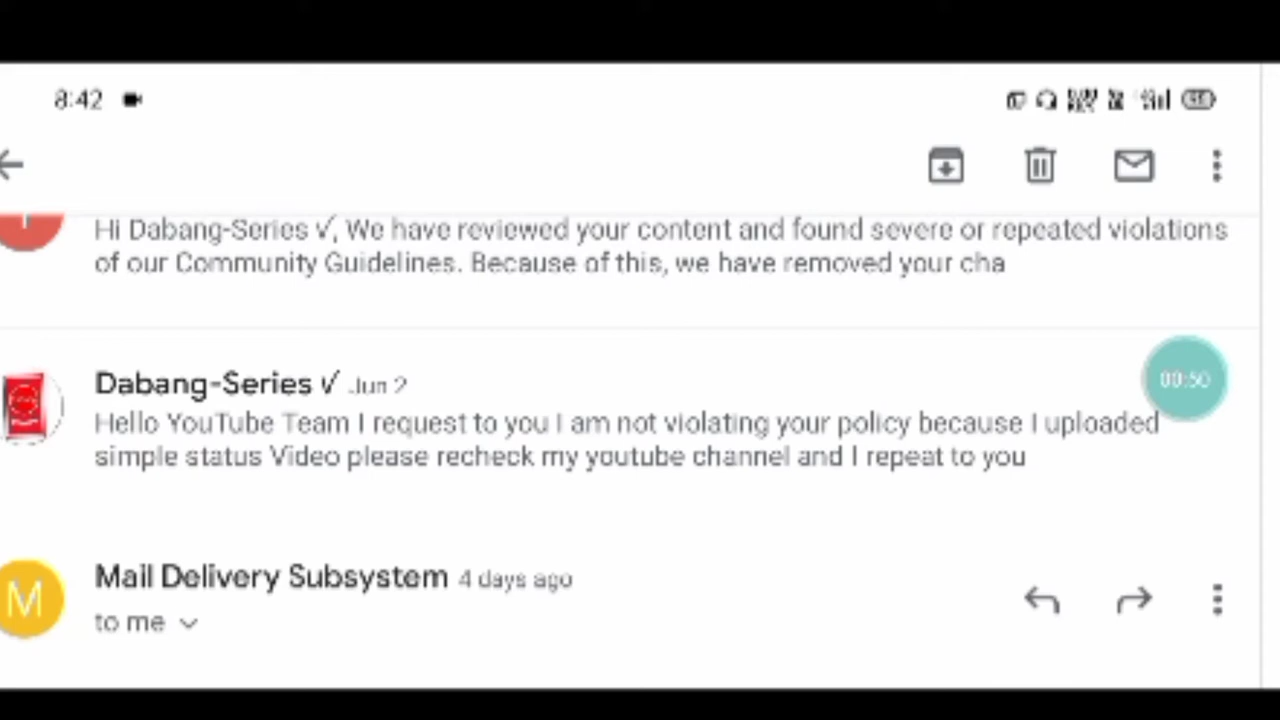 8:42
Hi Dabang-Series √, We have reviewed your content and found severe or repeated violations
of our Community Guidelines. Because of this, we have removed your cha
Dabang-Series √ Jun 2
00:50
Hello YouTube Team I request to you I am not violating your policy because I uploaded
simple status Video please recheck my youtube channel and I repeat to you
M Mail Delivery Subsystem 4 days ago
to me